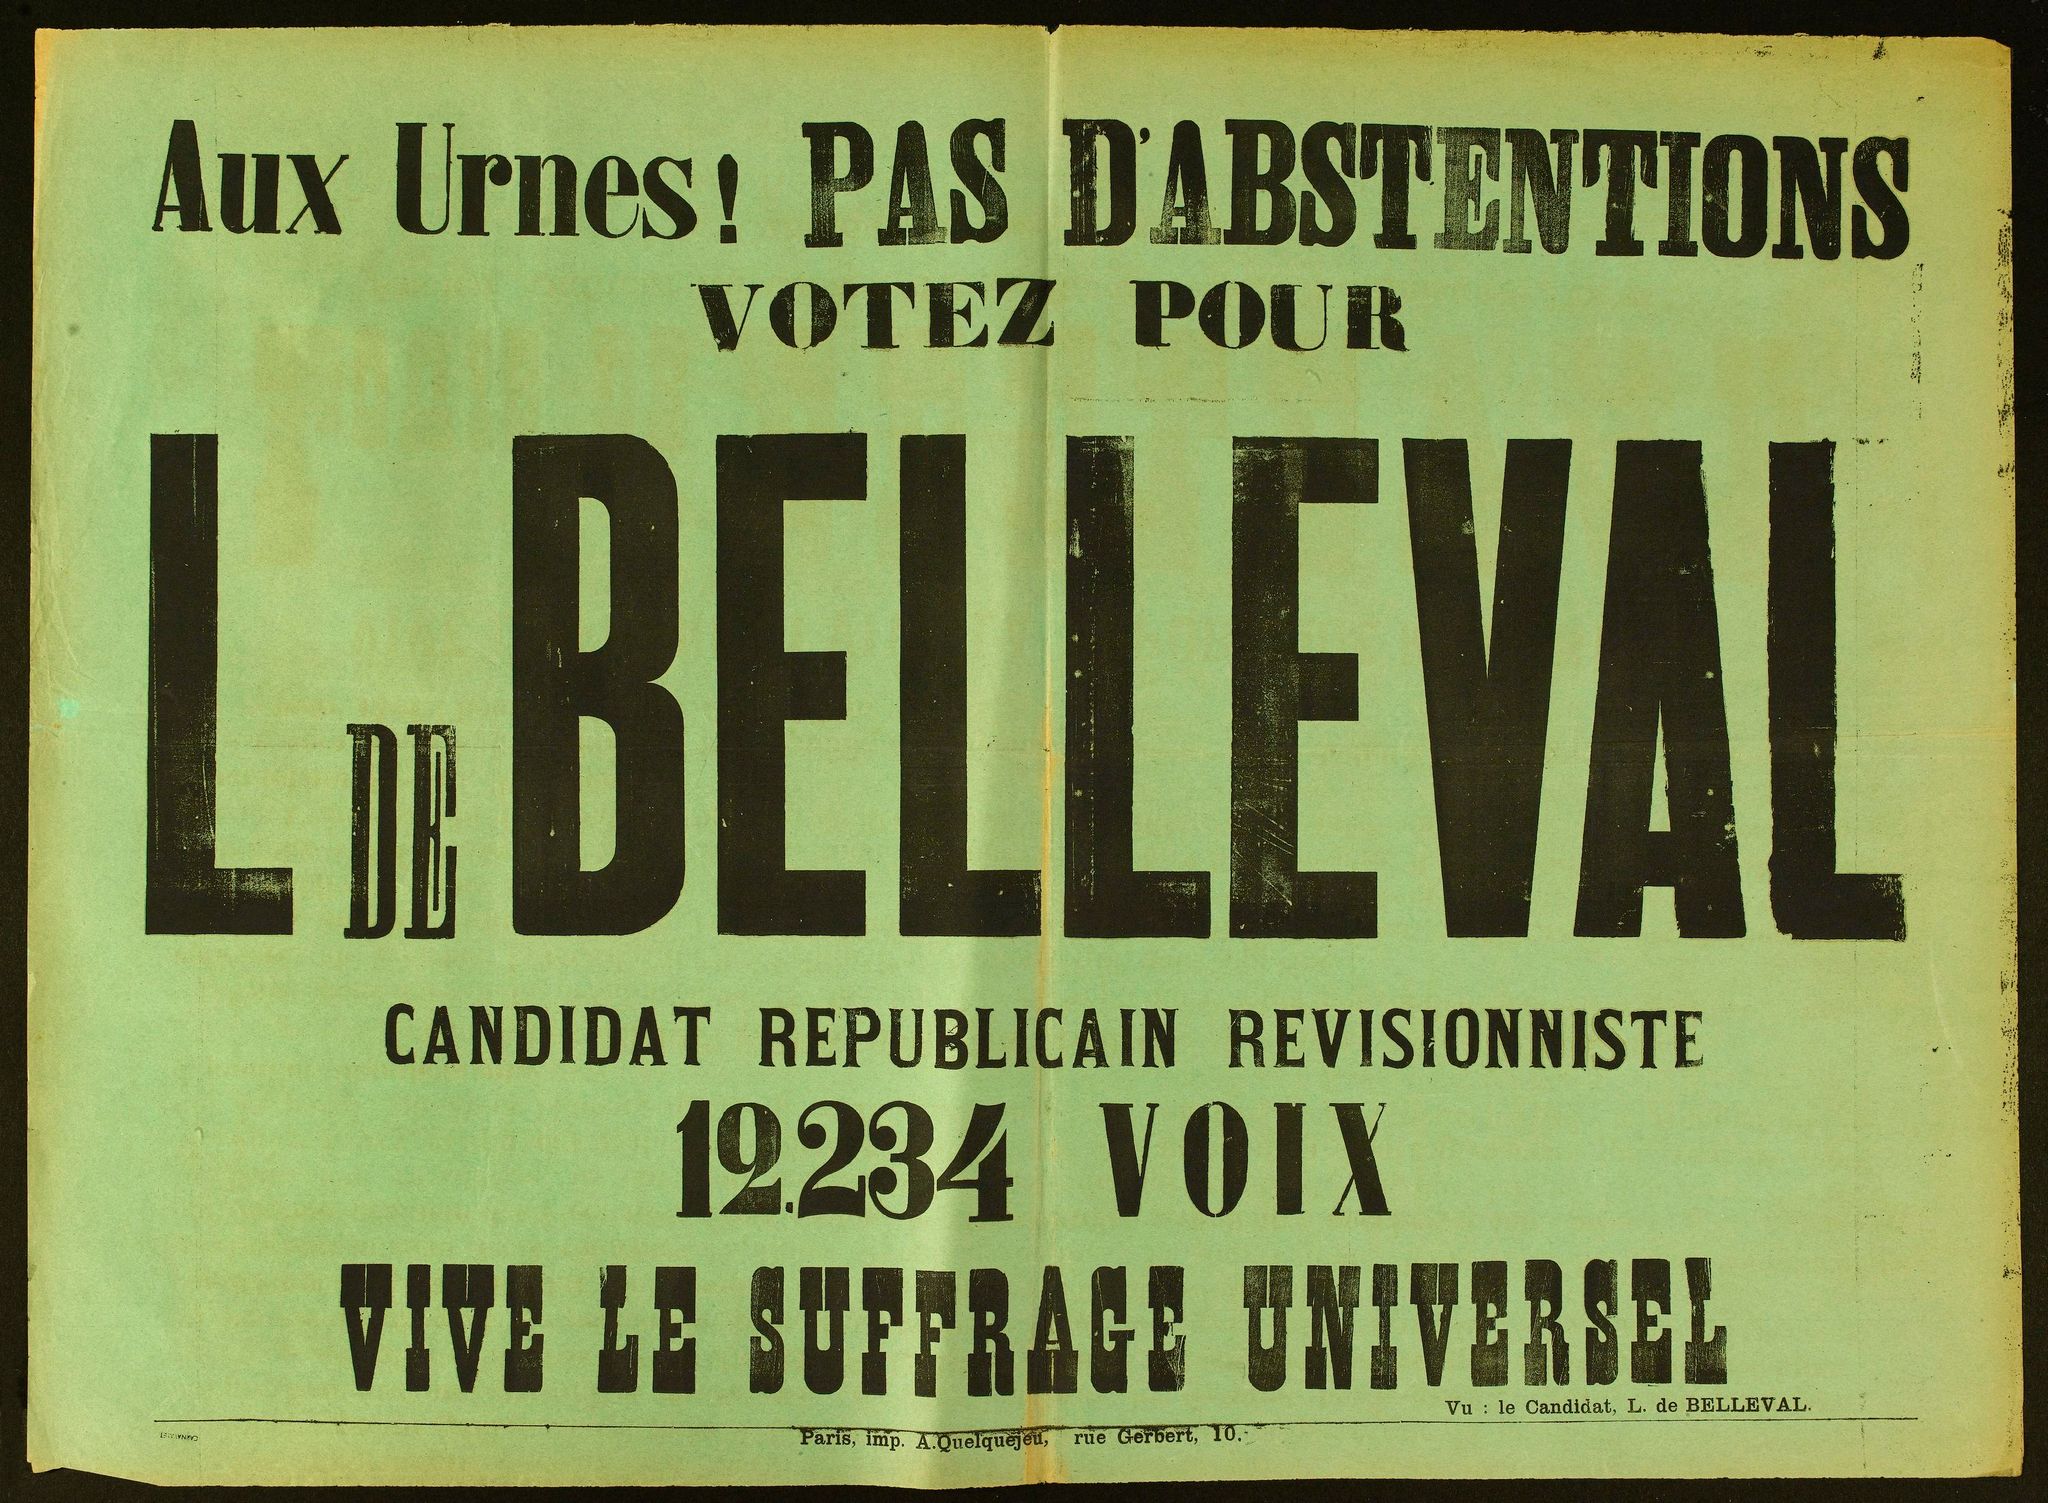 Aux Urnes! PAS D'ABSTENTIONS
VOTEZ POUR
L DE BELLEVAL
CANDIDAT REPUBLICAIN REVISIONNISTE
12.234 VOIX
VIVE LE SUFFRAGE UNIVERSEL
Vu : le Candidat, L. de BELLEVAL.
Paris, imp. A.Quelquejeu, rue Gerbert, 10.
CARNAVALET